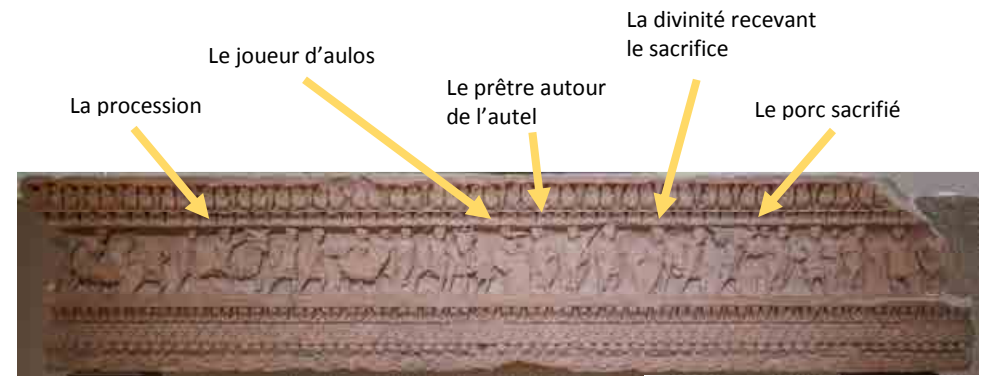 La procession
Le joueur d’aulos
Le prêtre autour
de l’autel
La divinité recevant
le sacrifice
Le porc sacrifié